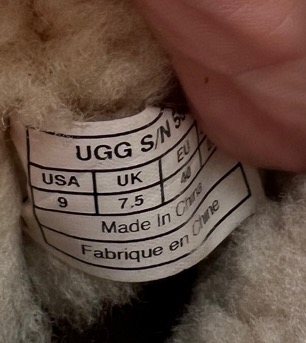 UGG S/N
USA UK EU
9 7.5 40
Made In China
Fabrique en Chine